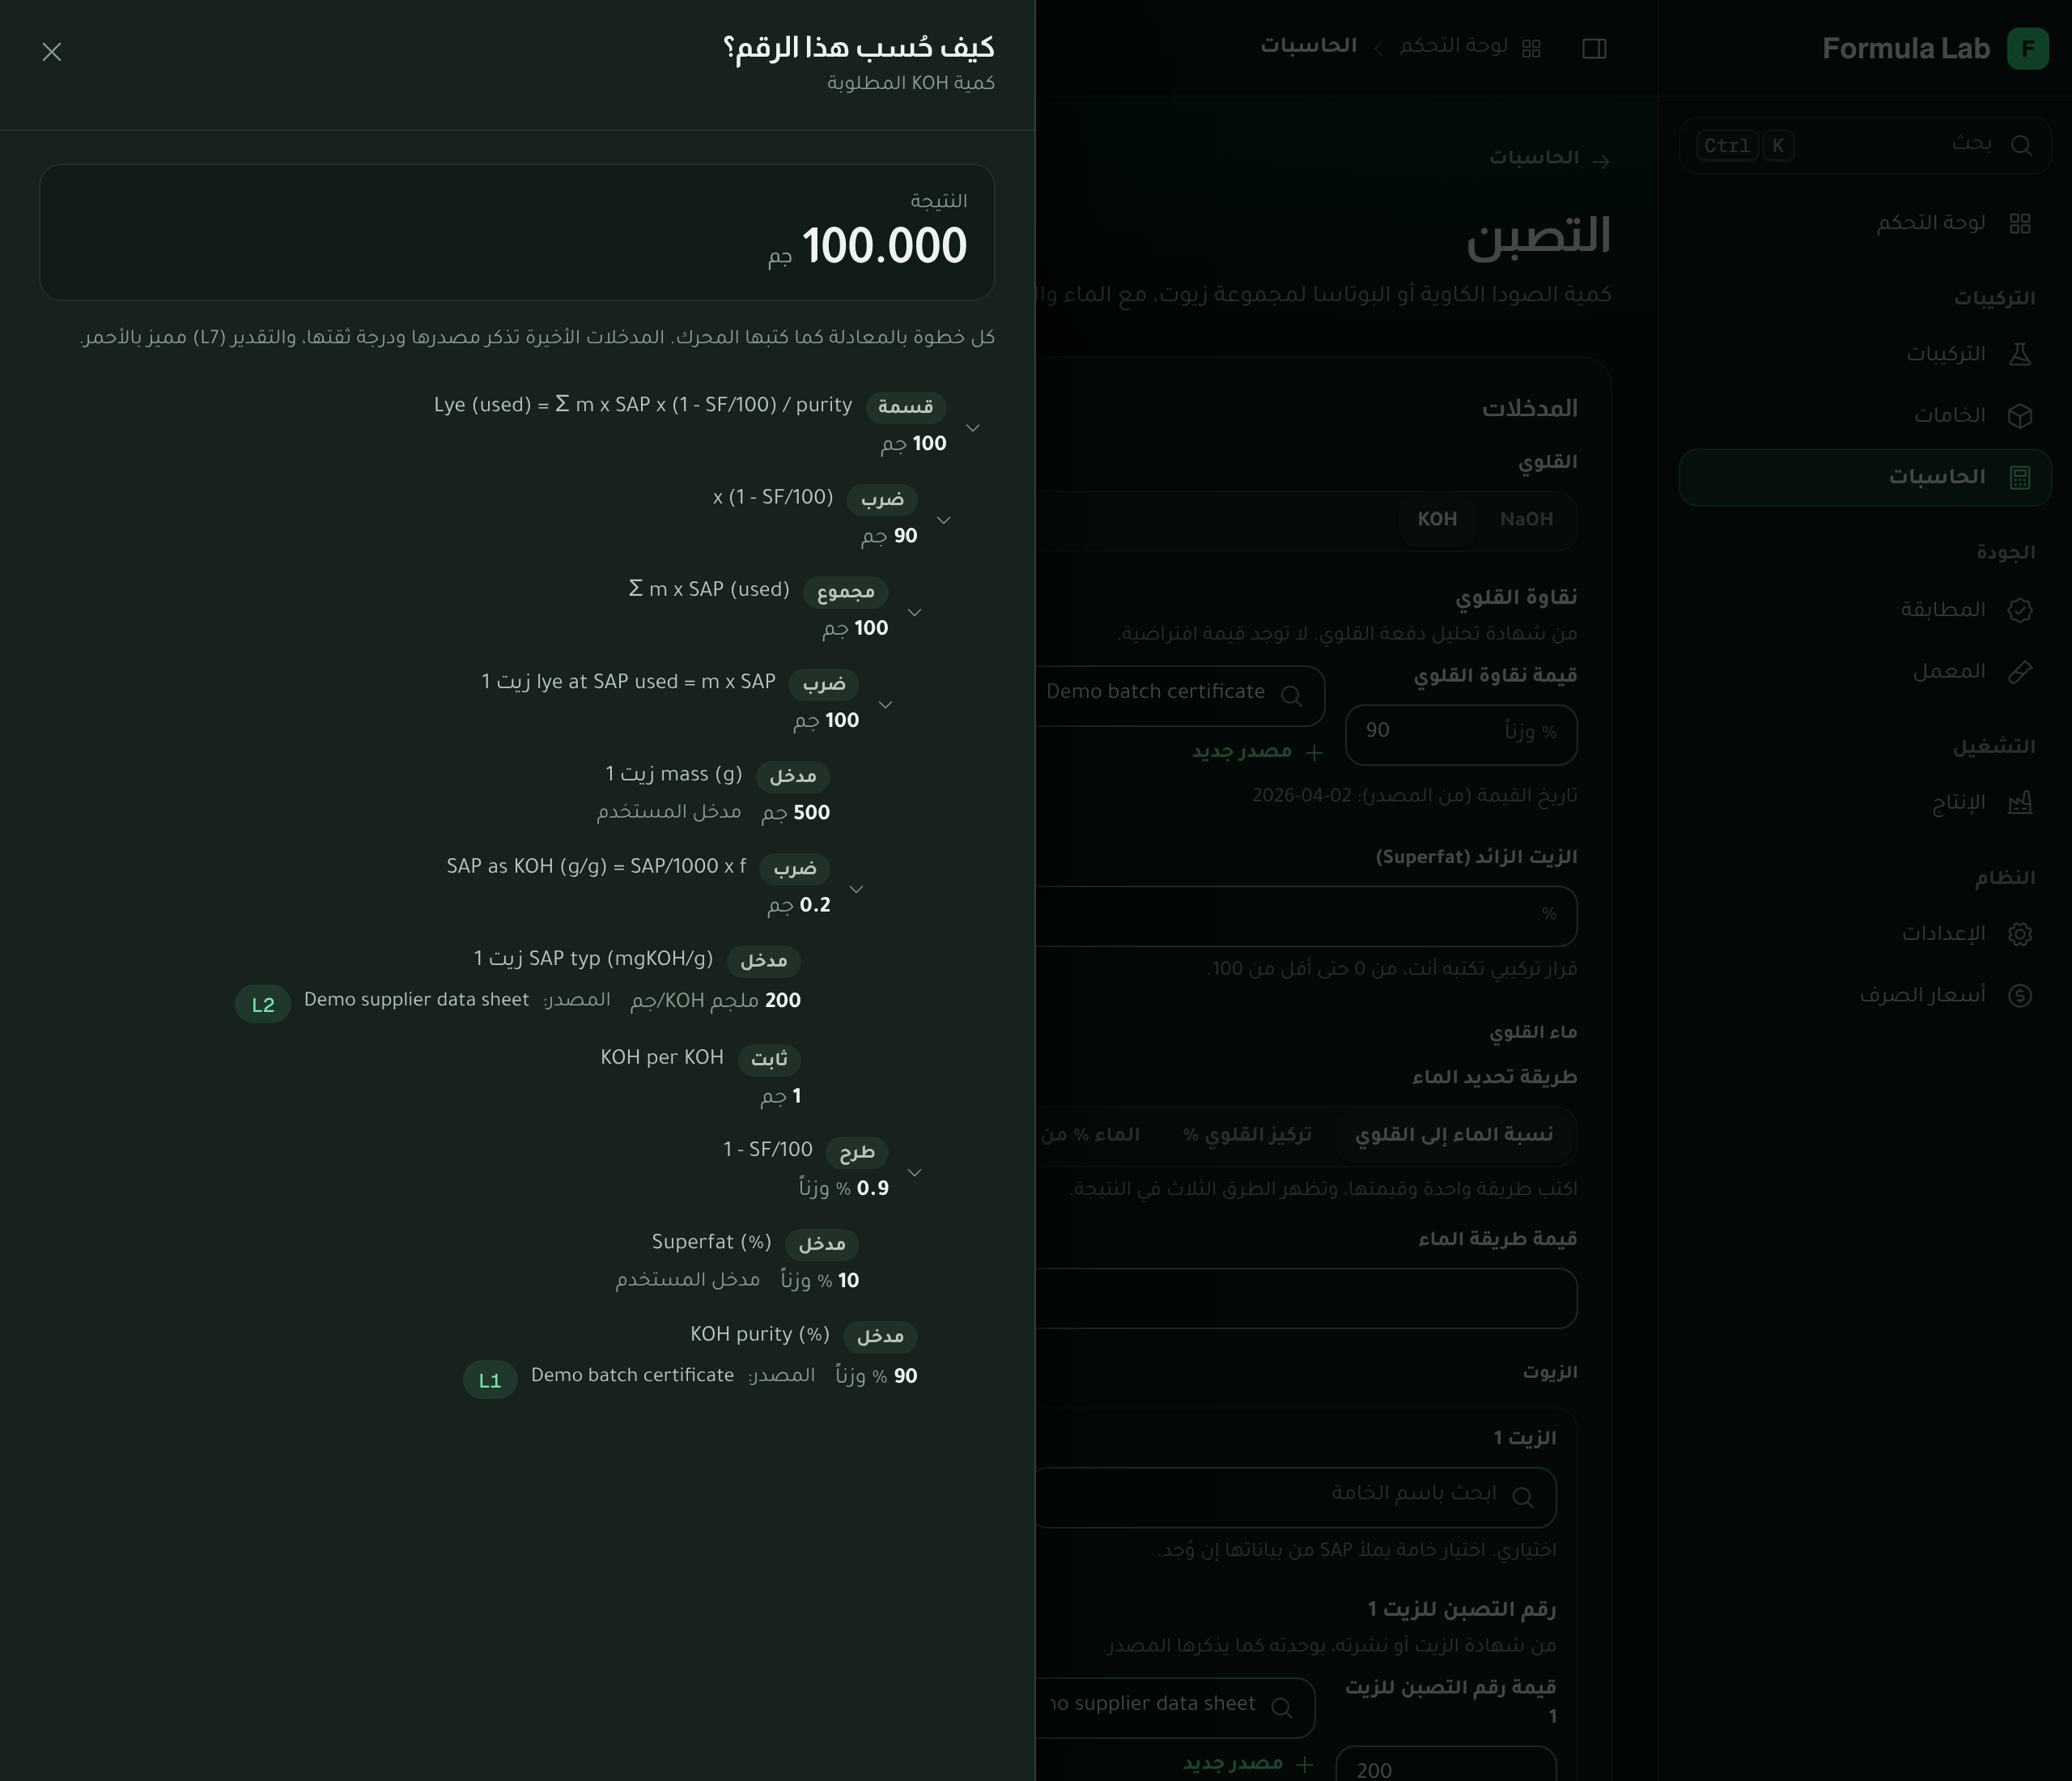 Formula Lab
F
بحث
Ctrl K
لوحة التحكم
التركيبات
التركيبات
الخامات
الحاسبات
الجودة
المطابقة
المعمل
التشغيل
الإنتاج
النظام
الإعدادات
أسعار الصرف
لوحة التحكم
الحاسبات
الحاسبات
التصبن
كمية الصودا الكاوية أو البوتاسا لمجموعة زيوت، مع الماء
المدخلات
القلوي
NaOH
KOH
نقاوة القلوي
من شهادة تحليل دفعة القلوي. لا توجد قيمة افتراضية.
قيمة نقاوة القلوي
90
% وزناً
Demo batch certificate
مصدر جديد
تاريخ القيمة (من المصدر): 02-04-2026
الزيت الزائد (Superfat)
%
قرار تركيبي تكتبه أنت، من 0 حتى أقل من 100.
ماء القلوي
طريقة تحديد الماء
نسبة الماء إلى القلوي
تركيز القلوي %
الماء % من
اكتب طريقة واحدة وقيمتها، وتظهر الطرق الثلاث في النتيجة.
قيمة طريقة الماء
الزيوت
الزيت 1
ابحث باسم الخامة
اختياري. اختيار خامة يملأ SAP من بياناتها إن وُجد.
رقم التصبن للزيت 1
من شهادة الزيت أو نشرته، بوحدته كما يذكرها المصدر.
قيمة رقم التصبن للزيت
1
supplier data sheet
مصدر جديد
200
كيف حُسب هذا الرقم؟
كمية KOH المطلوبة
النتيجة
100.000 جم
كل خطوة بالمعادلة كما كتبها المحرك. المدخلات الأخيرة تذكر مصدرها ودرجة ثقتها، والتقدير (L7) مميز بالأحمر.
قسمة Lye (used) = Σ m x SAP x (1 - SF/100) / purity
100 جم
ضرب x (1 - SF/100)
90 جم
مجموع Σ m x SAP (used)
100 جم
ضرب lye at SAP used = m x SAP زيت 1
100 جم
مدخل mass (g) زيت 1
500 جم مدخل المستخدم
ضرب SAP as KOH (g/g) = SAP/1000 x f
0.2 جم
مدخل SAP typ (mgKOH/g) زيت 1
200 ملجم KOH/جم المصدر: Demo supplier data sheet L2
ثابت KOH per KOH
1 جم
طرح 1 - SF/100
0.9 % وزناً
مدخل Superfat (%)
10 % وزناً مدخل المستخدم
مدخل KOH purity (%)
90 % وزناً المصدر: Demo batch certificate L1